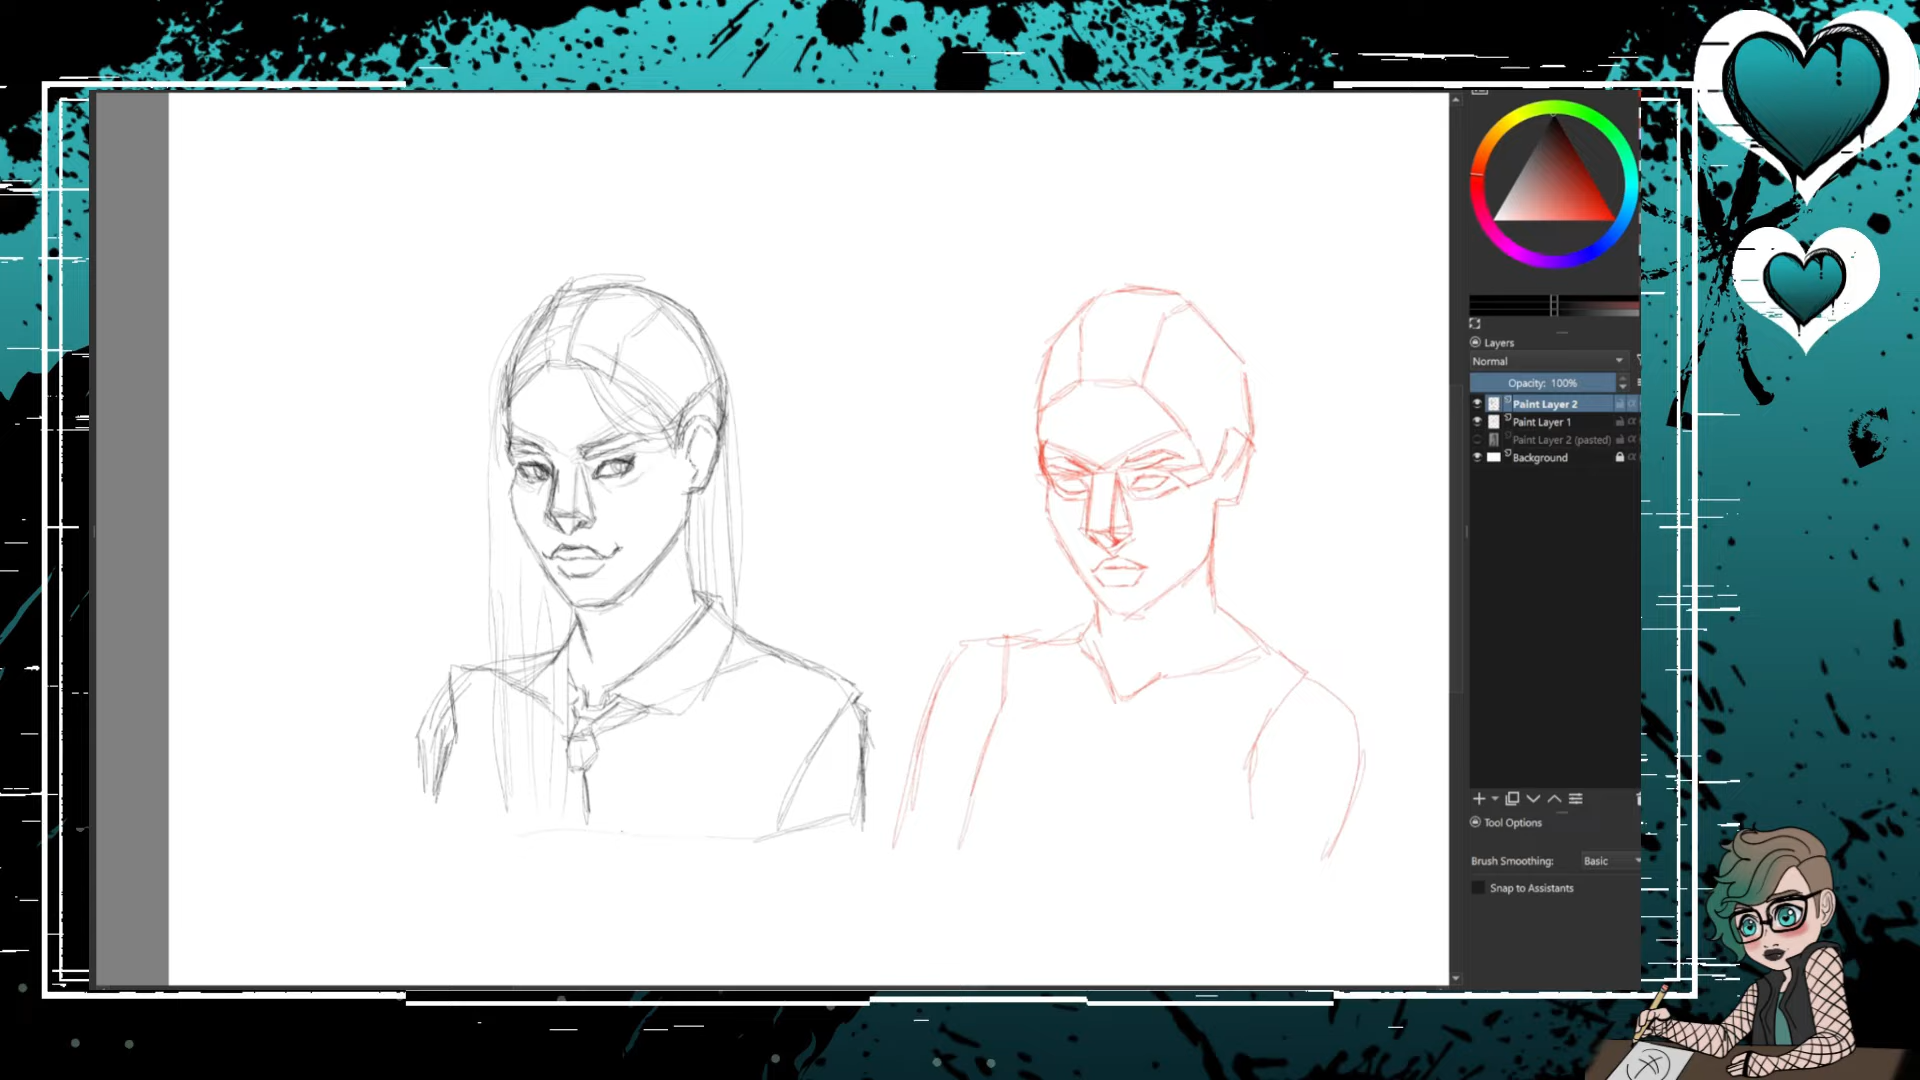 Layers
Normal
Opacity: 100%
Paint Layer 2
Paint Layer 1
Paint Layer 2 (pasted)
Background
Tool Options
Brush Smoothing: Basic
Snap to Assistants